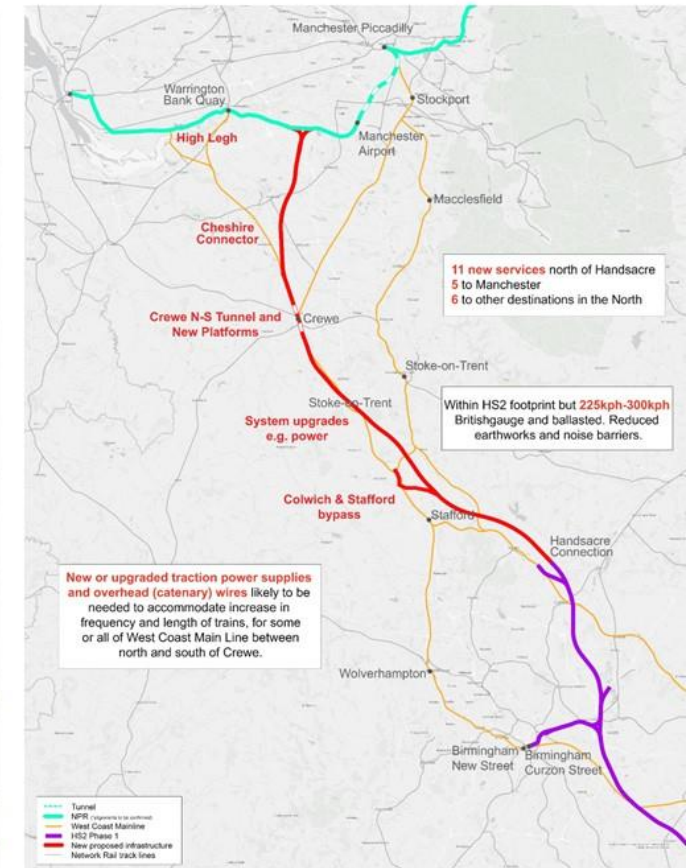 Manchester Piccadilly
Warrington
Bank Quay
Stockport
High Legh
Manchester
Airport
Macclesfield
Cheshire
Connector
11 new services north of Handsacre
5 to Manchester
6 to other destinations in the North
Crewe N-S Tunnel and
New Platforms
Crewe
Stoke-on-Trent
Stoke-on-Trent
Within HS2 footprint but 225kph-300kph
Britishgauge and ballasted. Reduced
earthworks and noise barriers.
System upgrades
e.g. power
Colwich & Stafford
bypass
Stafford
Handsacre
Connection
New or upgraded traction power supplies
and overhead (catenary) wires likely to be
needed to accommodate increase in
frequency and length of trains, for some
or all of West Coast Main Line between
north and south of Crewe.
Wolverhampton
Birmingham
New Street
Birmingham
Curzon Street
Tunnel
NPR
West Coast Mainline
HS2 Phase 1
New proposed infrastructure
Network Rail track lines